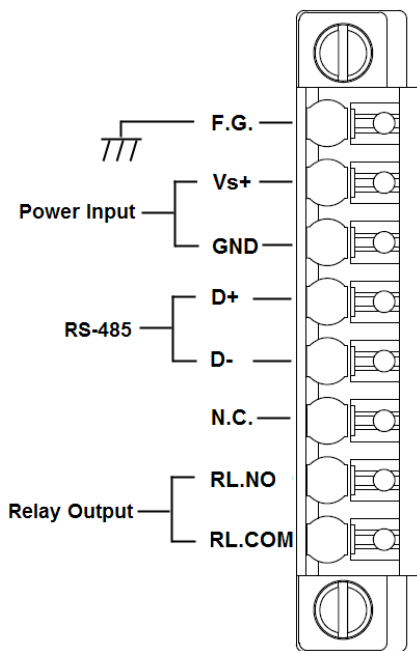 F.G.
Vs+
Power Input
GND
D+
RS-485
D-
N.C.
RL.NO
Relay Output
RL.COM